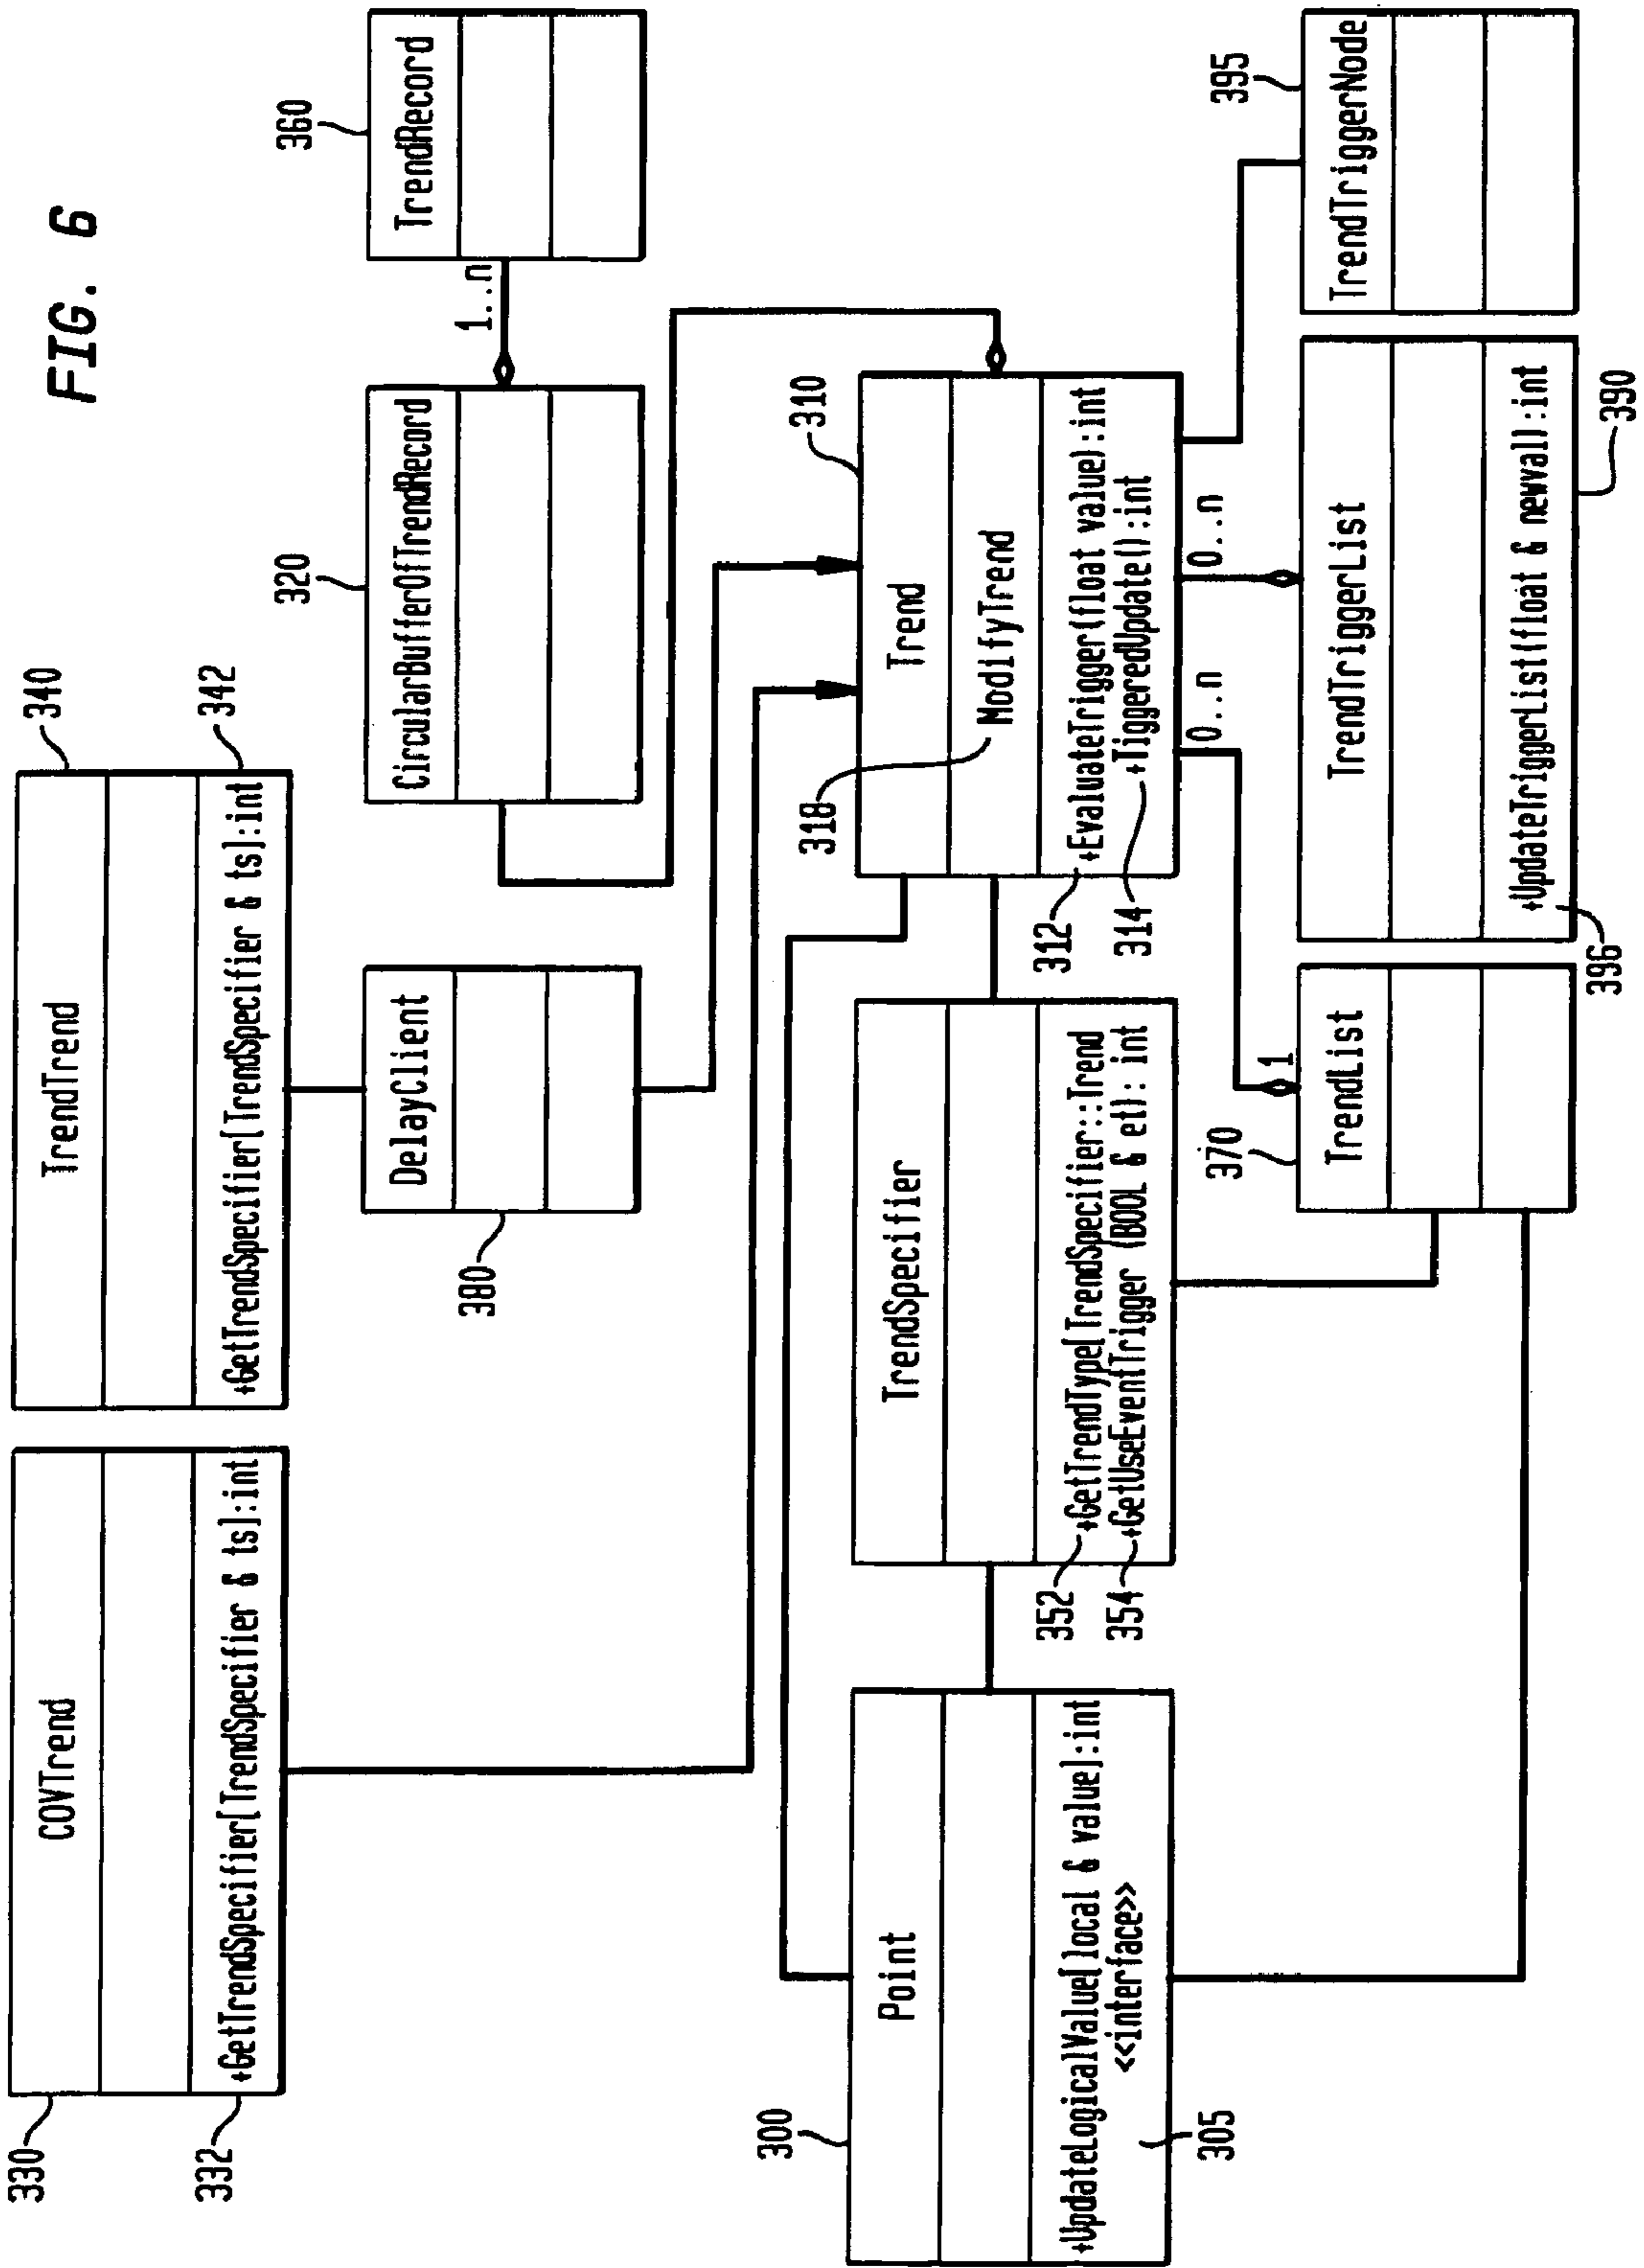 FIG. 6
330
COVTrend
332
+GetTrendSpecifier[TrendSpecifier & ts]:int
340
TrendTrend
342
+GetTrendSpecifier[TrendSpecifier & ts]:int
DelayClient
380
320
CircularBufferOfTrendRecord
1...n
360
TrendRecord
300
Point
+UpdateLogicalValue[local & value]:int
<<interface>>
305
TrendSpecifier
352
+GetTrendType[TrendSpecifier::Trend
354
+GetUseEventTrigger (BOOL & et): int
310
Trend
318
ModifyTrend
312
+EvaluateTrigger(float value):int
314
+TiggeredUpdate():int
0...n
0...n
370
1
TrendList
TrendTriggerList
+UpdateTriggerList(float & newval):int
396
390
395
TrendTriggerNode